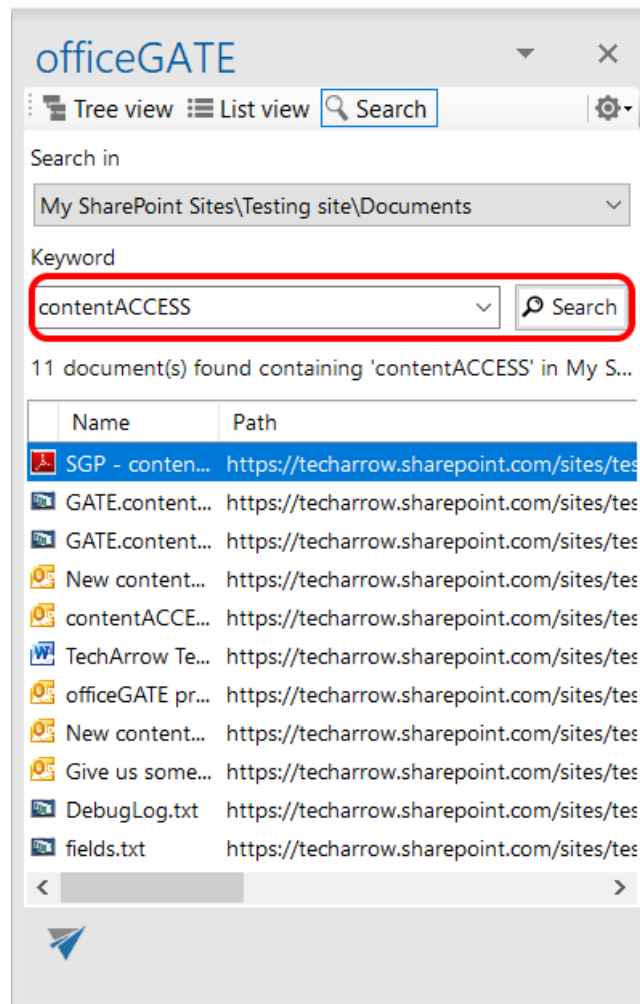 officeGATE
Tree view List view Search
Search in
My SharePoint Sites\Testing site\Documents
Keyword
contentACCESS Search
11 document(s) found containing 'contentACCESS' in My S...
Name Path
SGP - conten... https://techarrow.sharepoint.com/sites/tes
GATE.content... https://techarrow.sharepoint.com/sites/tes
GATE.content... https://techarrow.sharepoint.com/sites/tes
New content... https://techarrow.sharepoint.com/sites/tes
contentACCE... https://techarrow.sharepoint.com/sites/tes
TechArrow Te... https://techarrow.sharepoint.com/sites/tes
officeGATE pr... https://techarrow.sharepoint.com/sites/tes
New content... https://techarrow.sharepoint.com/sites/tes
Give us some... https://techarrow.sharepoint.com/sites/tes
DebugLog.txt https://techarrow.sharepoint.com/sites/tes
fields.txt https://techarrow.sharepoint.com/sites/tes